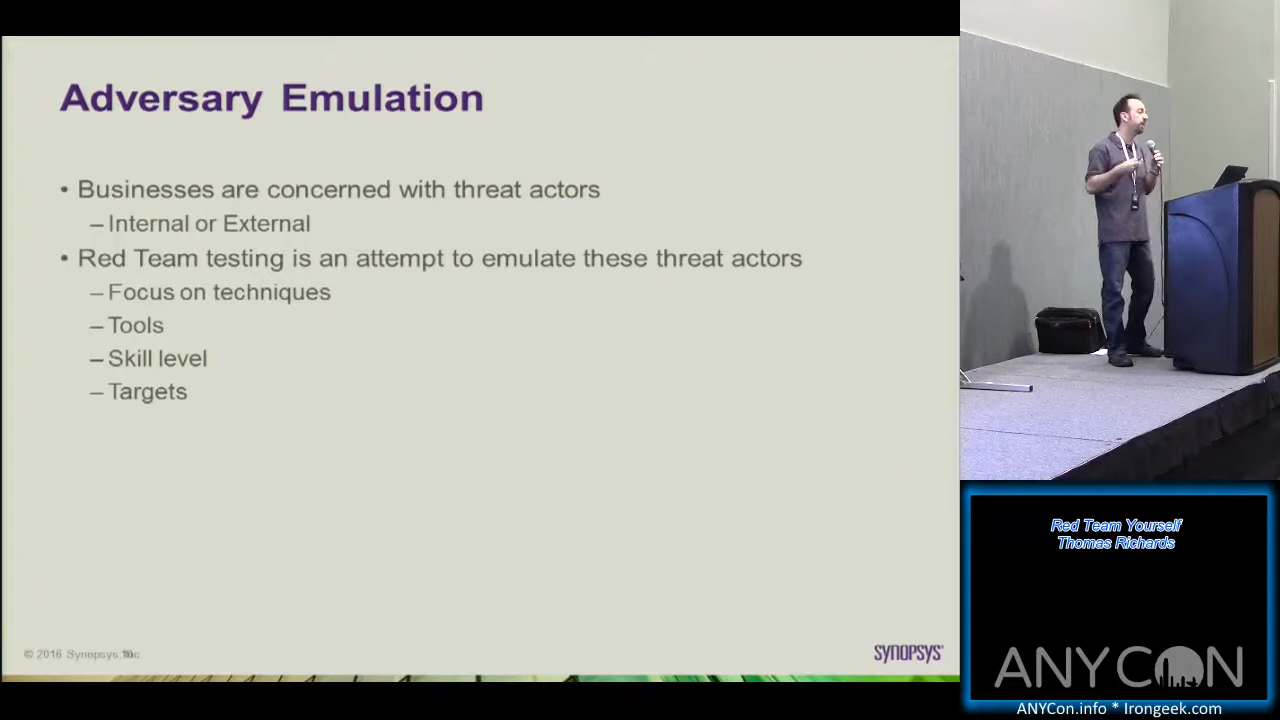 Adversary Emulation
• Businesses are concerned with threat actors
– Internal or External
• Red Team testing is an attempt to emulate these threat actors
– Focus on techniques
– Tools
– Skill level
– Targets
© 2016 Synopsys, Inc.
SYNOPSYS
Red Team Yourself
Thomas Richards
ANYCON
ANYCon.info * Irongeek.com